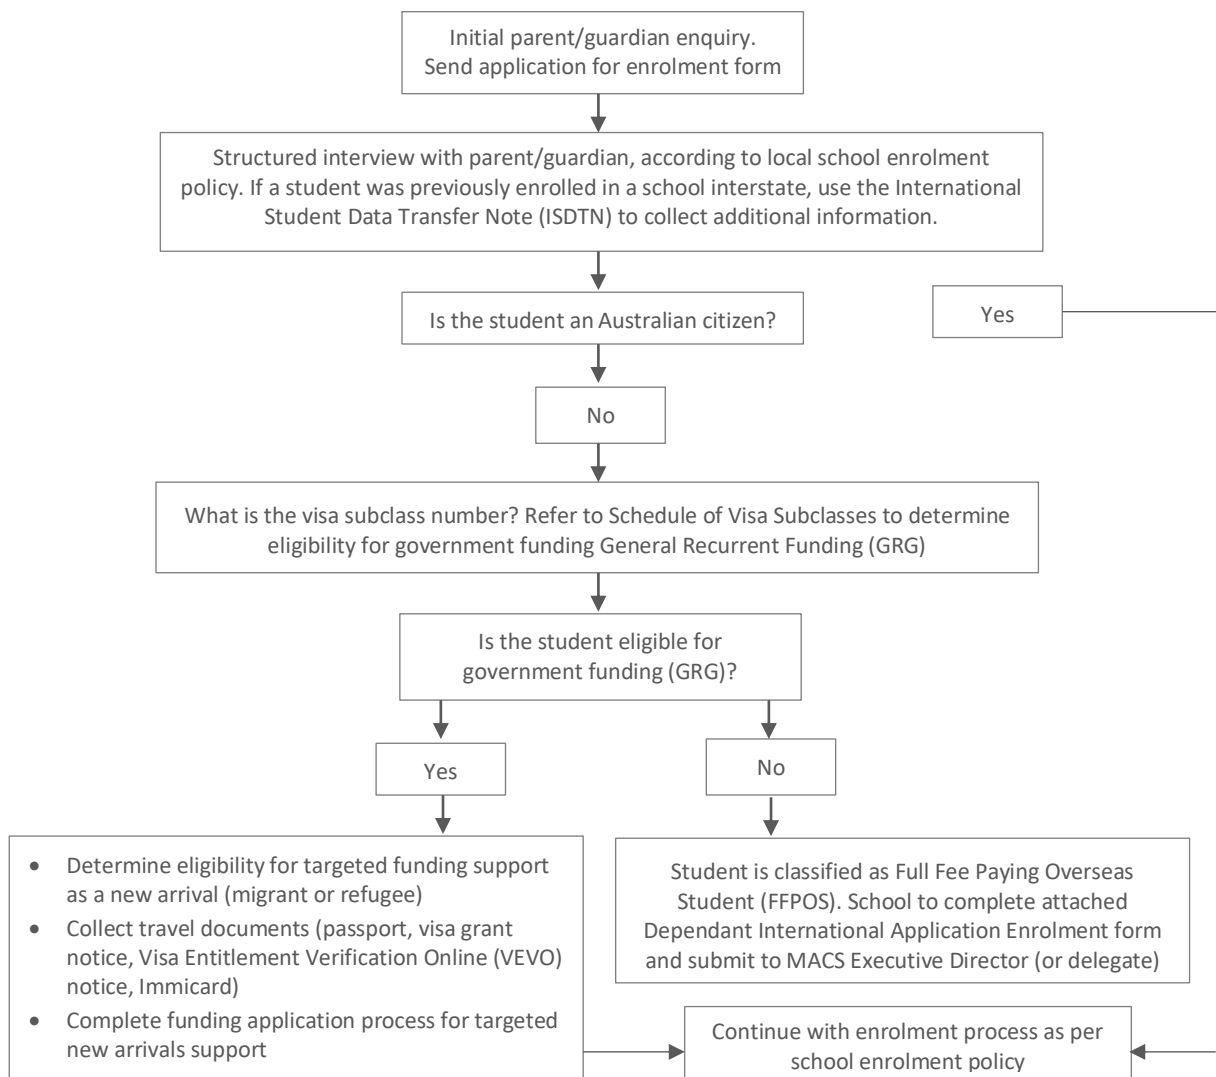 Initial parent/guardian enquiry.
Send application for enrolment form
Structured interview with parent/guardian, according to local school enrolment
policy. If a student was previously enrolled in a school interstate, use the International
Student Data Transfer Note (ISDTN) to collect additional information.
Is the student an Australian citizen?
Yes
No
What is the visa subclass number? Refer to Schedule of Visa Subclasses to determine
eligibility for government funding General Recurrent Funding (GRG)
Is the student eligible for
government funding (GRG)?
Yes
No
• Determine eligibility for targeted funding support
as a new arrival (migrant or refugee)
• Collect travel documents (passport, visa grant
notice, Visa Entitlement Verification Online (VEVO)
notice, Immicard)
• Complete funding application process for targeted
new arrivals support
Student is classified as Full Fee Paying Overseas
Student (FFPOS). School to complete attached
Dependant International Application Enrolment form
and submit to MACS Executive Director (or delegate)
Continue with enrolment process as per
school enrolment policy